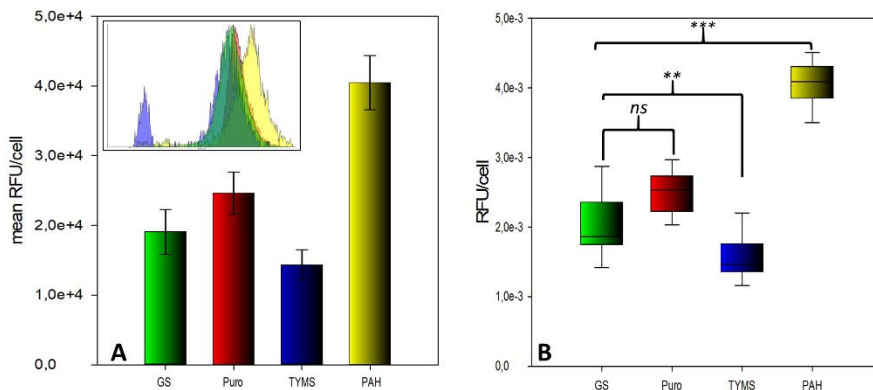 5,0e+4
4,0e+4
3,0e+4
2,0e+4
1,0e+4
0,0
mean RFU/cell
A
GS Puro TYMS PAH
5,0e-3
4,0e-3
3,0e-3
2,0e-3
1,0e-3
0,0
RFU/cell
***
**
ns
B
GS Puro TYMS PAH